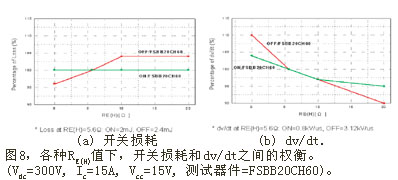 OFF:FSBB20CH60
ON:FSBB20CH60
Percentage of Loss [%]
RE(H)[Ω]
* Loss at RE(H)=5.6Ω: ON=2mJ, OFF=2.4mJ
(a) 开关损耗
OFF:FSBB20CH60
ON:FSBB20CH60
Percentage of dv/dt [%]
RE(H)[Ω]
* dv/dt at RE(H)=5.6Ω: ON=0.8kV/us, OFF=3.12kV/us
(b) dv/dt.
图8，各种RE(H)值下，开关损耗和dv/dt之间的权衡。
(Vdc=300V, Ic=15A, Vcc=15V, 测试器件=FSBB20CH60)。